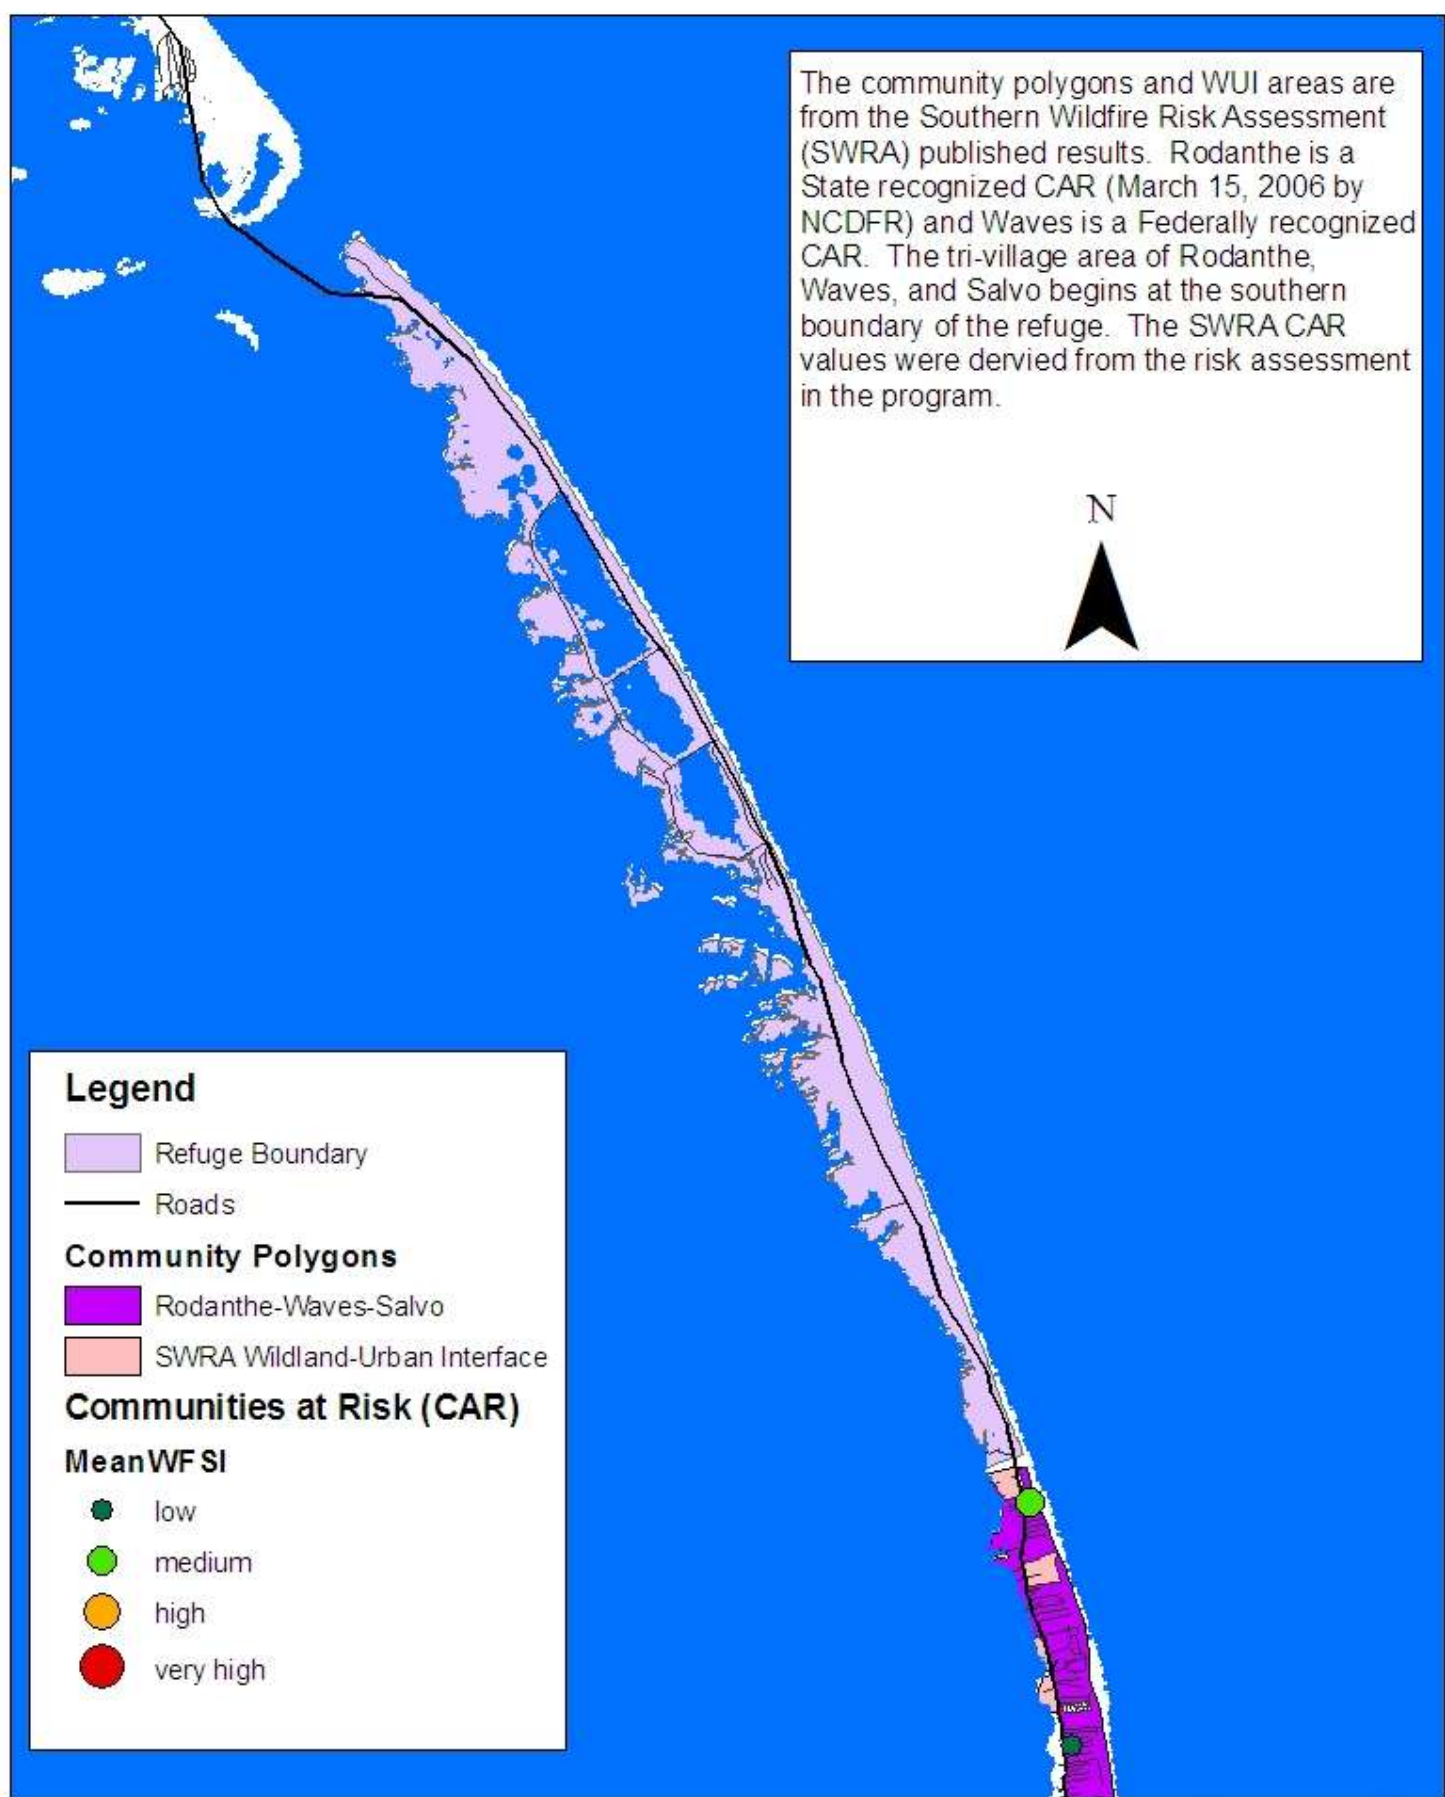 The community polygons and WUI areas are
from the Southern Wildfire Risk Assessment
(SWRA) published results. Rodanthe is a
State recognized CAR (March 15, 2006 by
NCDFR) and Waves is a Federally recognized
CAR. The tri-village area of Rodanthe,
Waves, and Salvo begins at the southern
boundary of the refuge. The SWRA CAR
values were dervied from the risk assessment
in the program.
N
Legend
Refuge Boundary
Roads
Community Polygons
Rodanthe-Waves-Salvo
SWRA Wildland-Urban Interface
Communities at Risk (CAR)
MeanWFSI
low
medium
high
very high